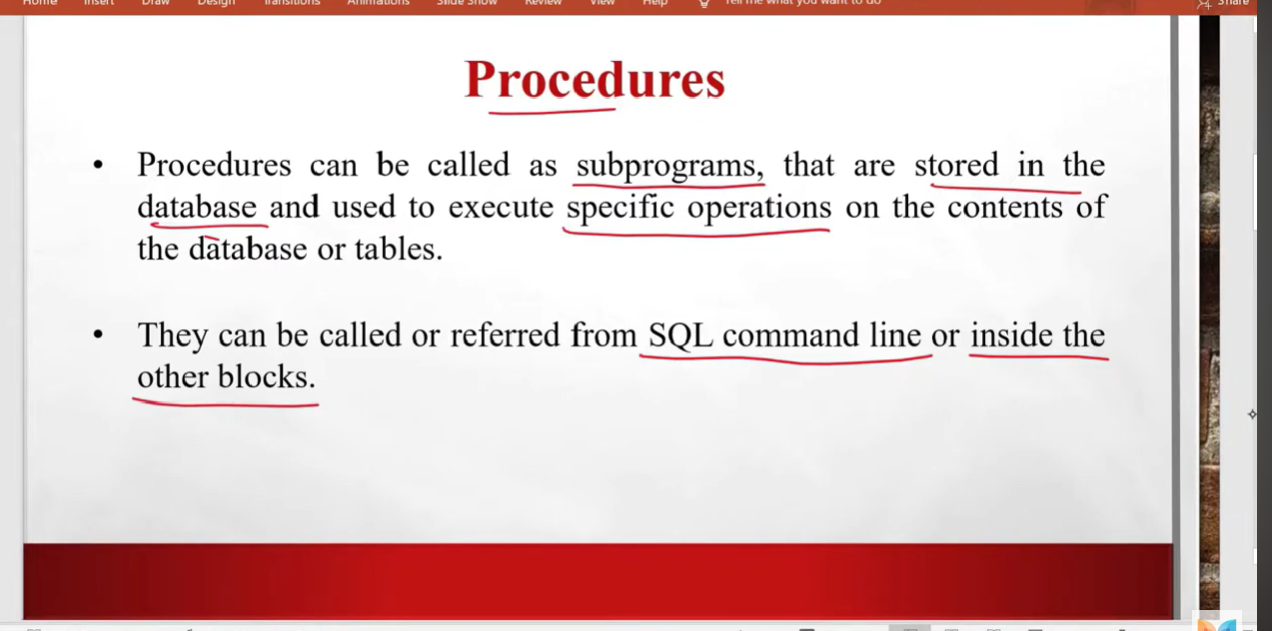 Home Insert Draw Design Transitions Animations Slide Show Review View Help Tell me what you want to do Share
Procedures
• Procedures can be called as subprograms, that are stored in the
database and used to execute specific operations on the contents of
the database or tables.
• They can be called or referred from SQL command line or inside the
other blocks.